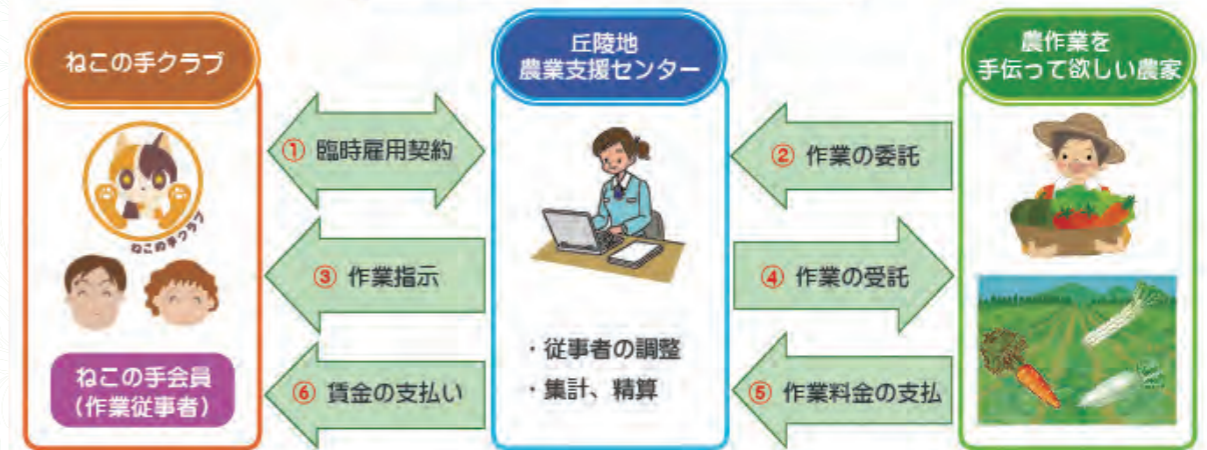 ねこの手クラブ
ねこの手クラブ
ねこの手会員
（作業従事者）
① 臨時雇用契約
③ 作業指示
⑥ 賃金の支払い
丘陵地
農業支援センター
・従事者の調整
・集計、精算
② 作業の委託
④ 作業の受託
⑤ 作業料金の支払
農作業を
手伝って欲しい農家